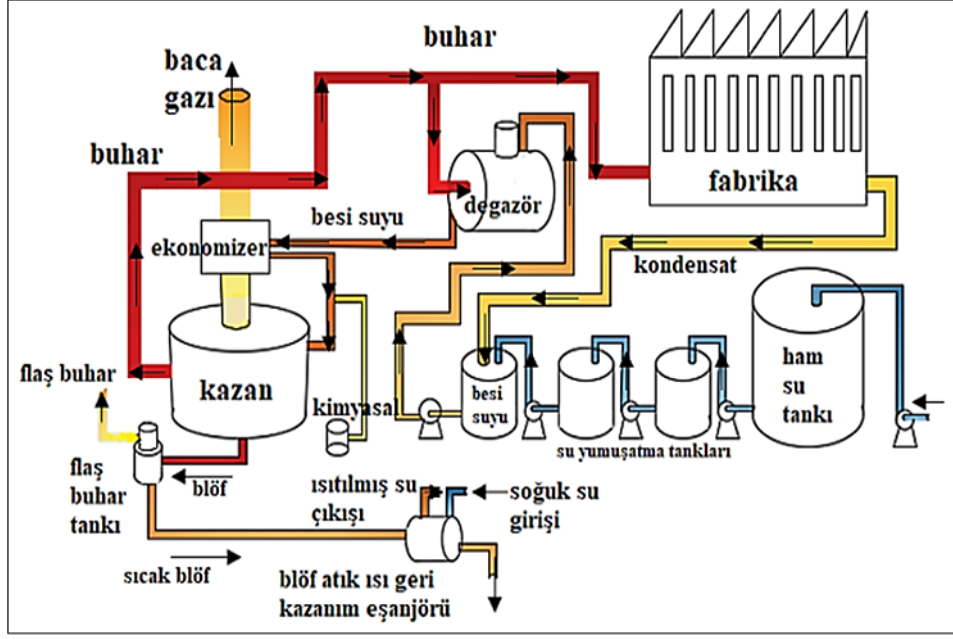 buhar
baca
gazı
buhar
fabrika
degazör
besi suyu
ekonomizer
kondensat
kazan
flaş buhar
besi
suyu
ham
su
tankı
kimyasal
su yumuşatma tankları
flaş
buhar
tankı
blöf
ısıtılmış su
çıkışı
soğuk su
girişi
sıcak blöf
blöf atık ısı geri
kazanım eşanjörü